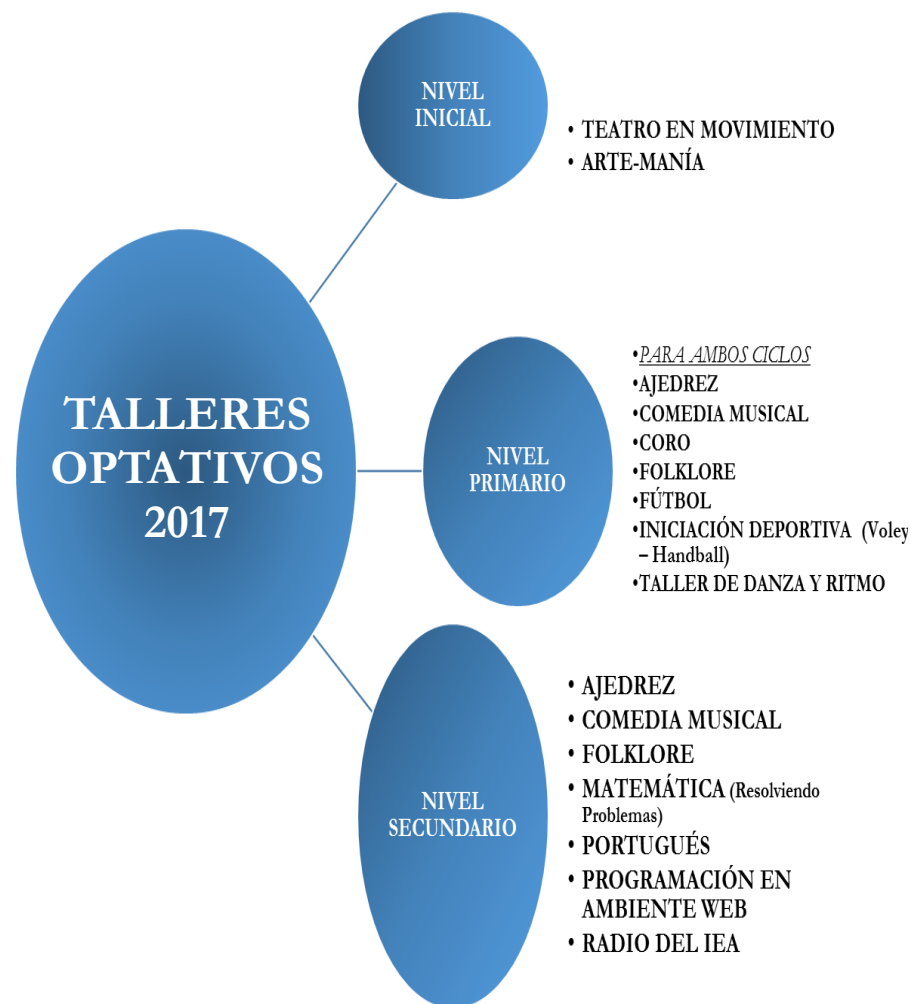 NIVEL
INICIAL
• TEATRO EN MOVIMIENTO
• ARTE-MANÍA
TALLERES
OPTATIVOS
2017
NIVEL
PRIMARIO
•PARA AMBOS CICLOS
•AJEDREZ
•COMEDIA MUSICAL
•CORO
•FOLKLORE
•FÚTBOL
•INICIACIÓN DEPORTIVA (Voley
– Handball)
•TALLER DE DANZA Y RITMO
NIVEL
SECUNDARIO
• AJEDREZ
• COMEDIA MUSICAL
• FOLKLORE
• MATEMÁTICA (Resolviendo
Problemas)
• PORTUGUÉS
• PROGRAMACIÓN EN
AMBIENTE WEB
• RADIO DEL IEA